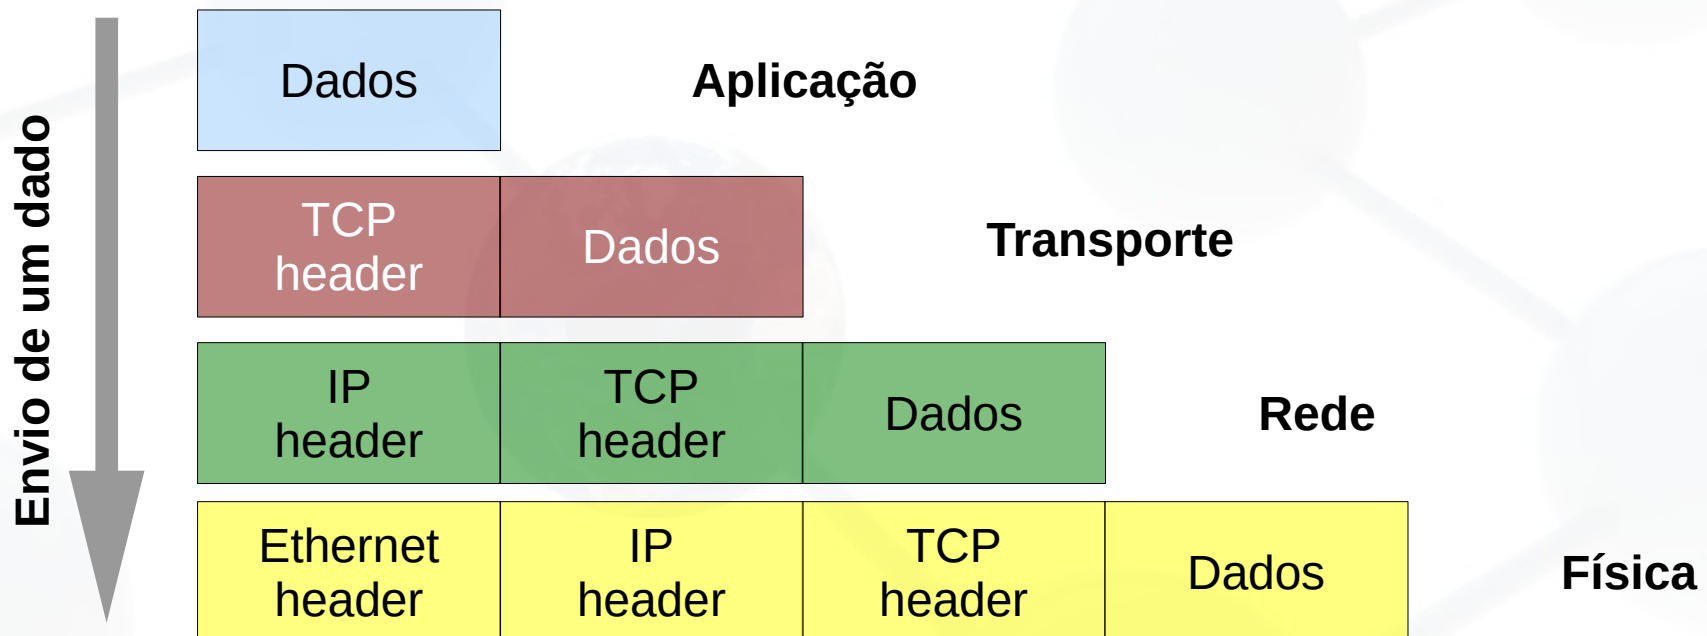 Envio de um dado
Dados
Aplicação
TCP
header
Dados
Transporte
IP
header
TCP
header
Dados
Rede
Ethernet
header
IP
header
TCP
header
Dados
Física